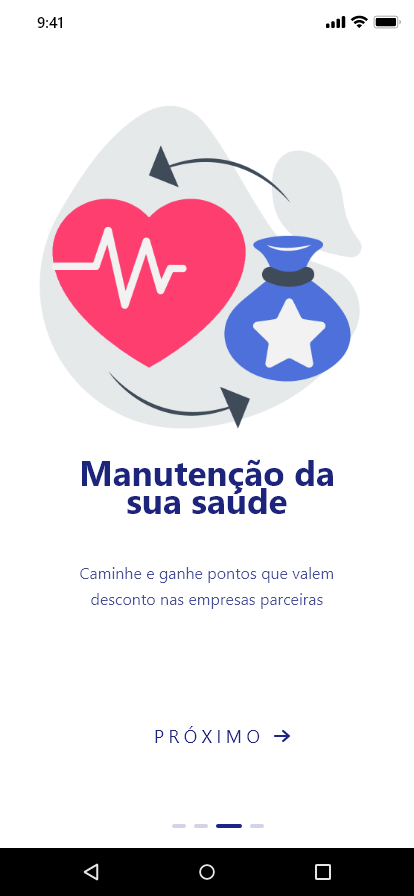 9:41
Manutenção da
sua saúde
Caminhe e ganhe pontos que valem
desconto nas empresas parceiras
PRÓXIMO →